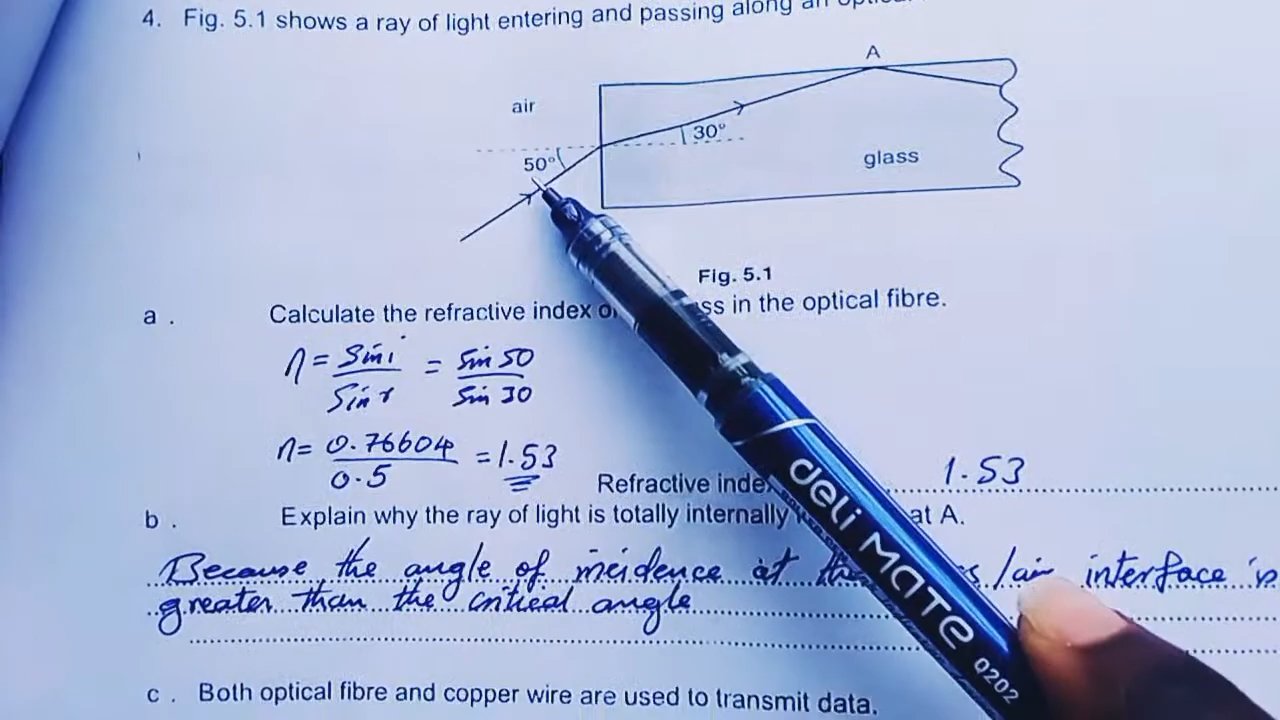 4. Fig. 5.1 shows a ray of light entering and passing along an
A
air
30°
50°
glass
Fig. 5.1
a . Calculate the refractive index ss in the optical fibre.
n = sin i / sin r = sin 50 / sin 30
n = 0.76604 / 0.5 = 1.53
Refractive index 1.53
b . Explain why the ray of light is totally internally at A.
Because the angle of incidence at the s/air interface is
greater than the critical angle
c . Both optical fibre and copper wire are used to transmit data.
deli MATE 0202